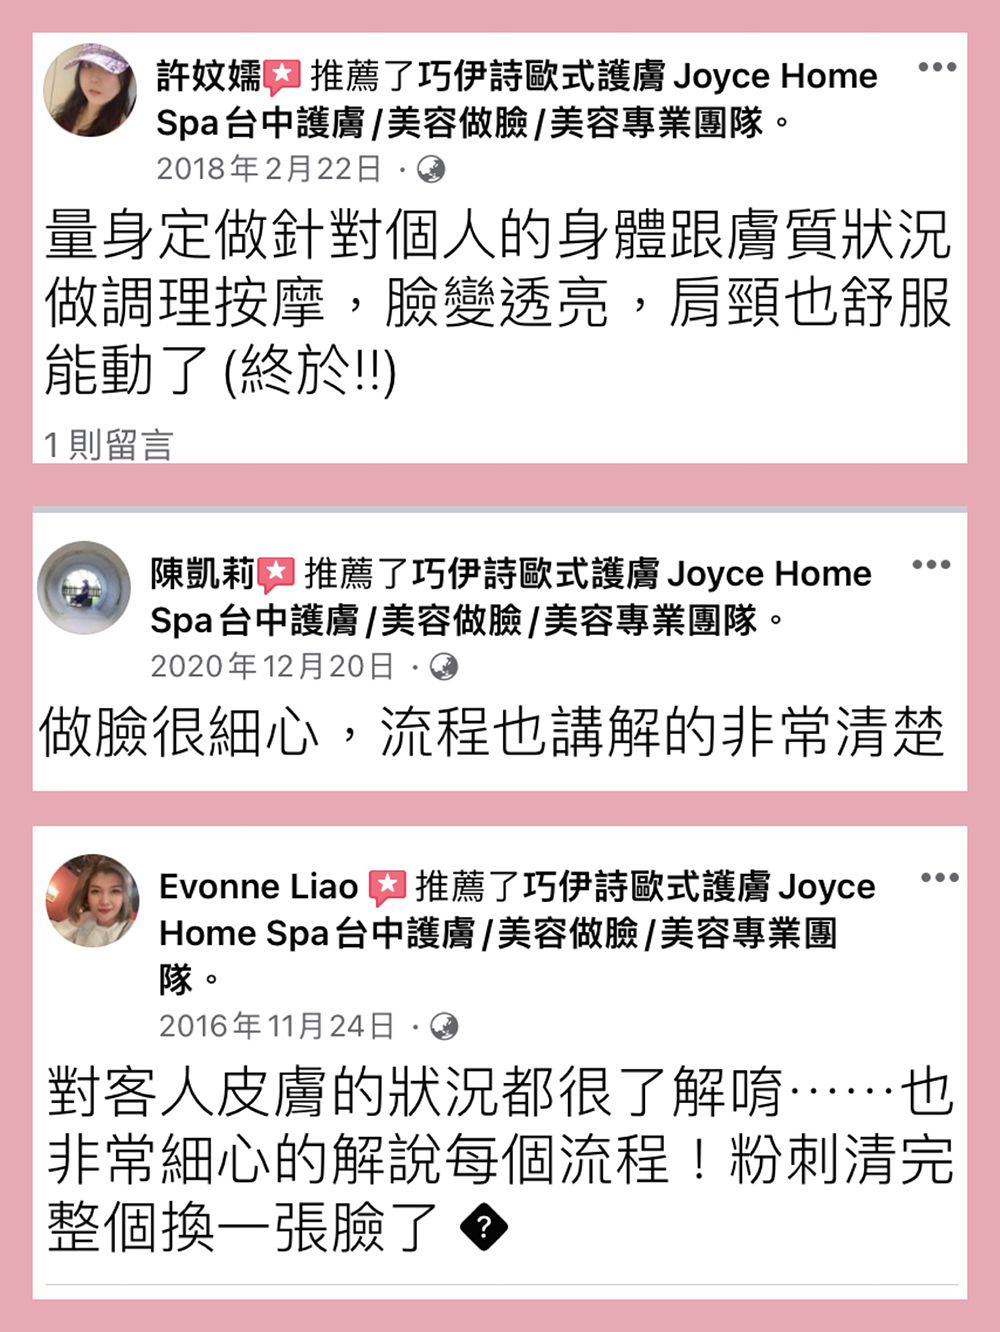 許妏嬬 推薦了巧伊詩歐式護膚 Joyce Home
Spa台中護膚/美容做臉/美容專業團隊。
2018年2月22日 ·
量身定做針對個人的身體跟膚質狀況
做調理按摩，臉變透亮，肩頸也舒服
能動了(終於!!)
1 則留言
陳凱莉 推薦了巧伊詩歐式護膚 Joyce Home
Spa台中護膚/美容做臉/美容專業團隊。
2020年12月20日 ·
做臉很細心，流程也講解的非常清楚
Evonne Liao 推薦了巧伊詩歐式護膚 Joyce
Home Spa台中護膚/美容做臉/美容專業團
隊。
2016年11月24日 ·
對客人皮膚的狀況都很了解唷⋯⋯也
非常細心的解說每個流程！粉刺清完
整個換一張臉了 �